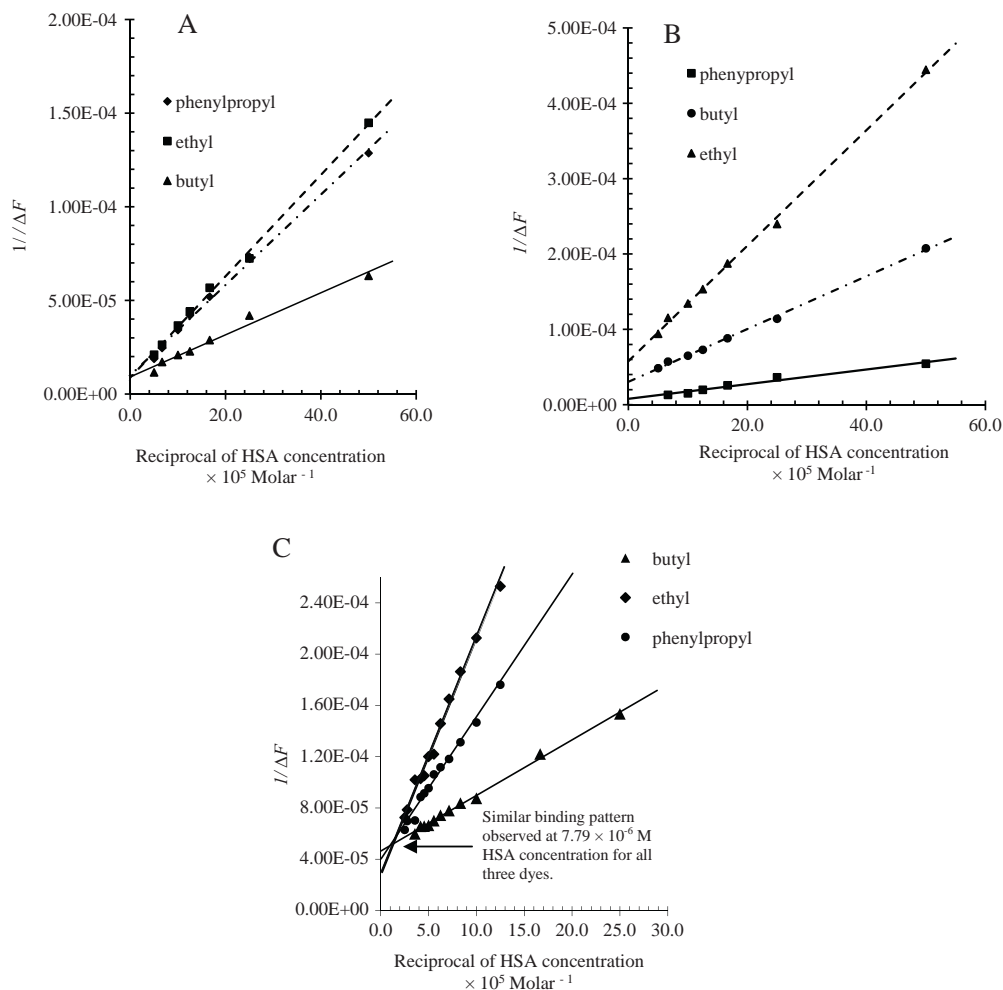 A
2.00E-04
1.50E-04
1.00E-04
5.00E-05
0.00E+00
1//ΔF
phenylpropyl
ethyl
butyl
0.0 20.0 40.0 60.0
Reciprocal of HSA concentration
× 10⁵ Molar ⁻¹
B
5.00E-04
4.00E-04
3.00E-04
2.00E-04
1.00E-04
0.00E+00
1/ΔF
phenypropyl
butyl
ethyl
0.0 20.0 40.0 60.0
Reciprocal of HSA concentration
× 10⁵ Molar ⁻¹
C
2.40E-04
2.00E-04
1.60E-04
1.20E-04
8.00E-05
4.00E-05
0.00E+00
1/ΔF
butyl
ethyl
phenylpropyl
Similar binding pattern
observed at 7.79 × 10⁻⁶ M
HSA concentration for all
three dyes.
0.0 5.0 10.0 15.0 20.0 25.0 30.0
Reciprocal of HSA concentration
× 10⁵ Molar ⁻¹